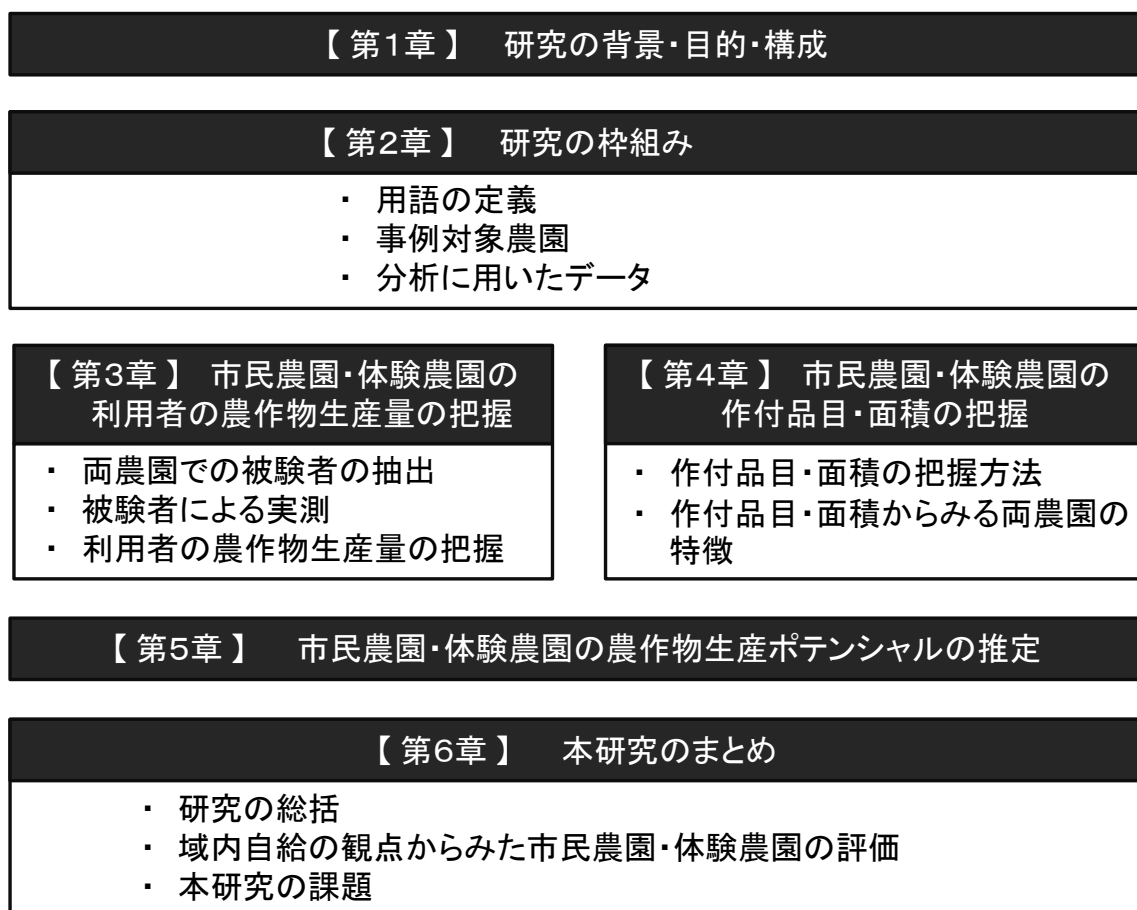 【 第1章 】　研究の背景・目的・構成
【 第2章 】　研究の枠組み
・ 用語の定義
・ 事例対象農園
・ 分析に用いたデータ
【 第3章 】 市民農園・体験農園の
利用者の農作物生産量の把握
・ 両農園での被験者の抽出
・ 被験者による実測
・ 利用者の農作物生産量の把握
【 第4章 】 市民農園・体験農園の
作付品目・面積の把握
・ 作付品目・面積の把握方法
・ 作付品目・面積からみる両農園の
特徴
【 第5章 】　市民農園・体験農園の農作物生産ポテンシャルの推定
【 第6章 】　本研究のまとめ
・ 研究の総括
・ 域内自給の観点からみた市民農園・体験農園の評価
・ 本研究の課題